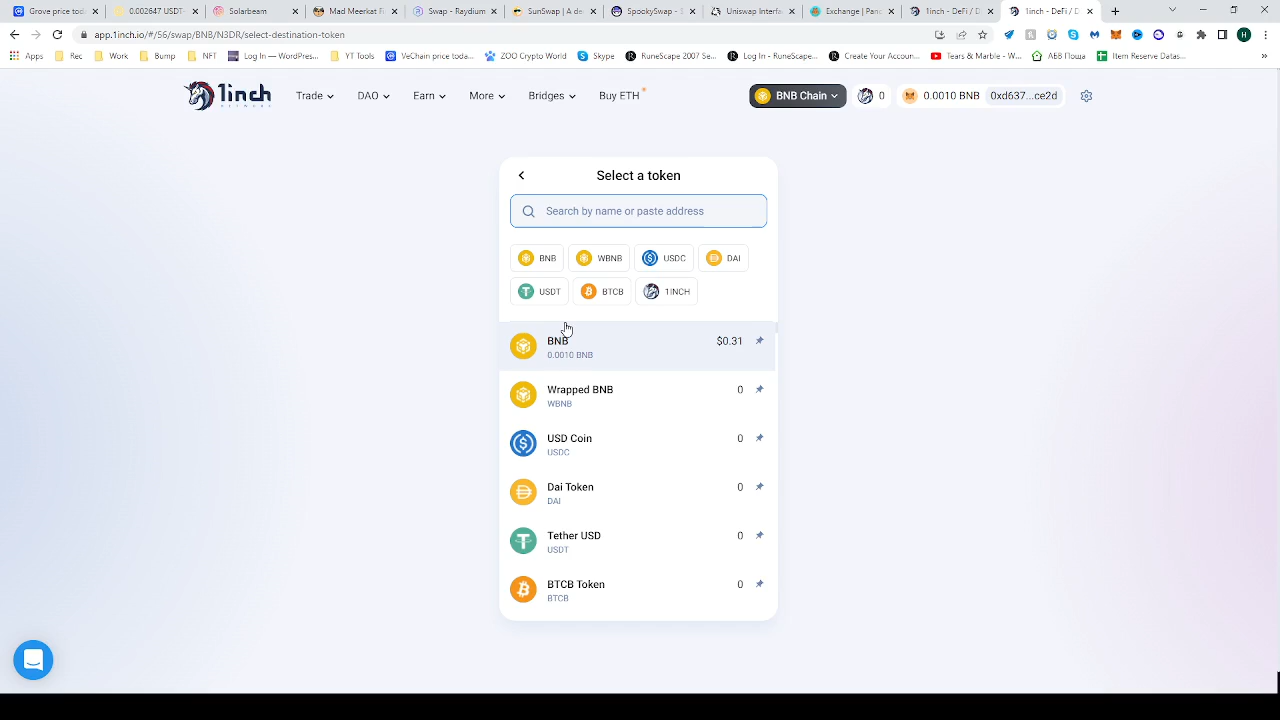 Grove price tod
0.002647 USDT-
Solarbeam
Mad Meerkat Fi
Swap - Raydium
SunSwap | A de
SpookySwap -
Uniswap Interfa
Exchange | Panc
1inch - DeFi / D
1inch - DeFi / D
app.1inch.io/#/56/swap/BNB/N3DR/select-destination-token
Apps
Rec
Work
Bump
NFT
Log In — WordPres...
YT Tools
VeChain price toda...
ZOO Crypto World
Skype
RuneScape 2007 Se...
Log In - RuneScape...
Create Your Accoun...
Tears & Marble - W...
АБВ Поща
Item Reserve Datas...
»
1inch
NETWORK
Trade
DAO
Earn
More
Bridges
Buy ETH
BNB Chain
0
0.0010 BNB
0xd637...ce2d
Select a token
Search by name or paste address
BNB
WBNB
USDC
DAI
USDT
BTCB
1INCH
BNB
$0.31
0.0010 BNB
Wrapped BNB
0
WBNB
USD Coin
0
USDC
Dai Token
0
DAI
Tether USD
0
USDT
BTCB Token
0
BTCB